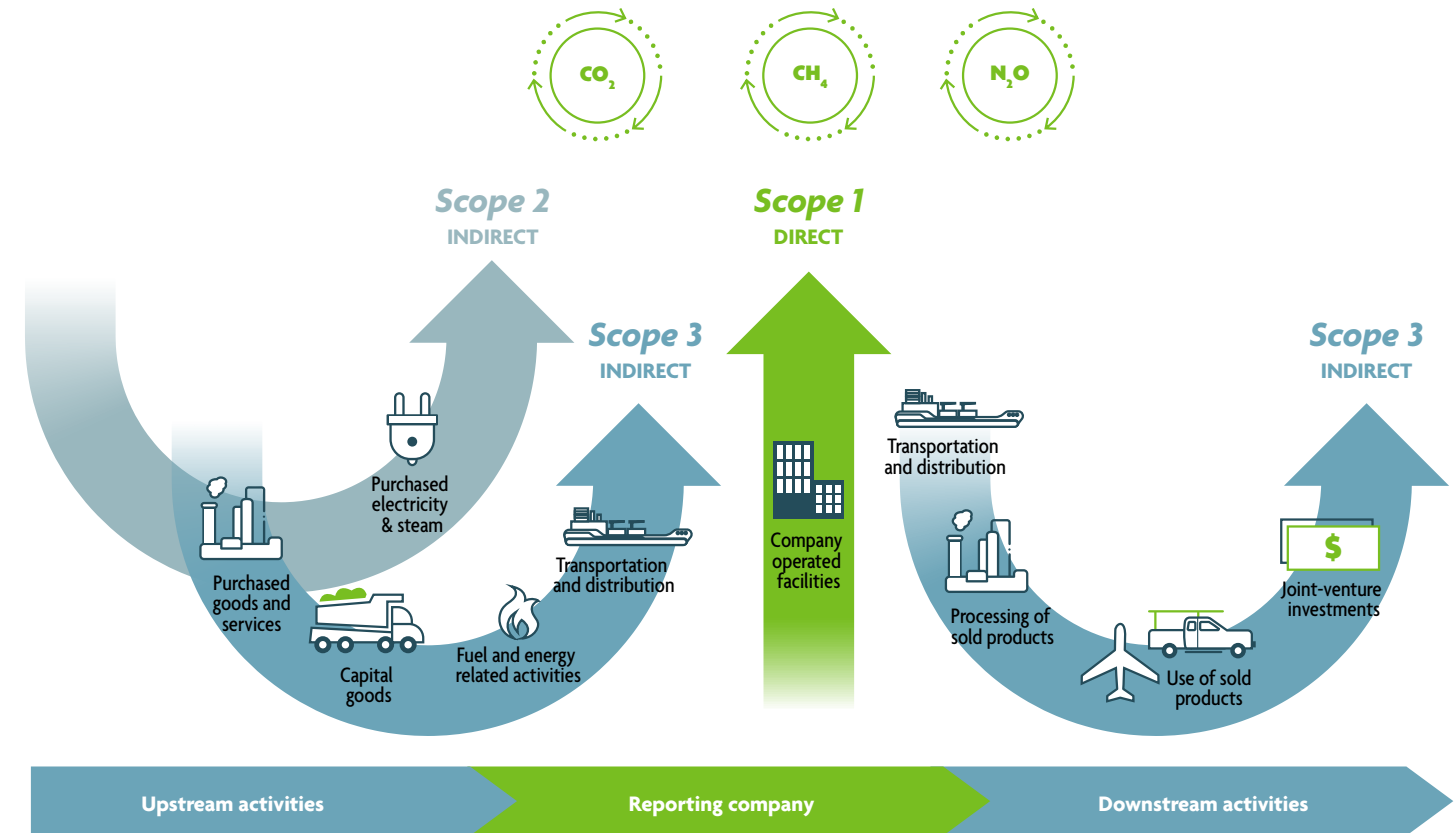 CO₂
CH₄
N₂O
Scope 2
INDIRECT
Scope 1
DIRECT
Scope 3
INDIRECT
Scope 3
INDIRECT
Purchased
electricity
& steam
Purchased
goods and
services
Capital
goods
Fuel and energy
related activities
Transportation
and distribution
Company
operated
facilities
Transportation
and distribution
Processing of
sold products
Use of sold
products
$
Joint-venture
investments
Upstream activities
Reporting company
Downstream activities